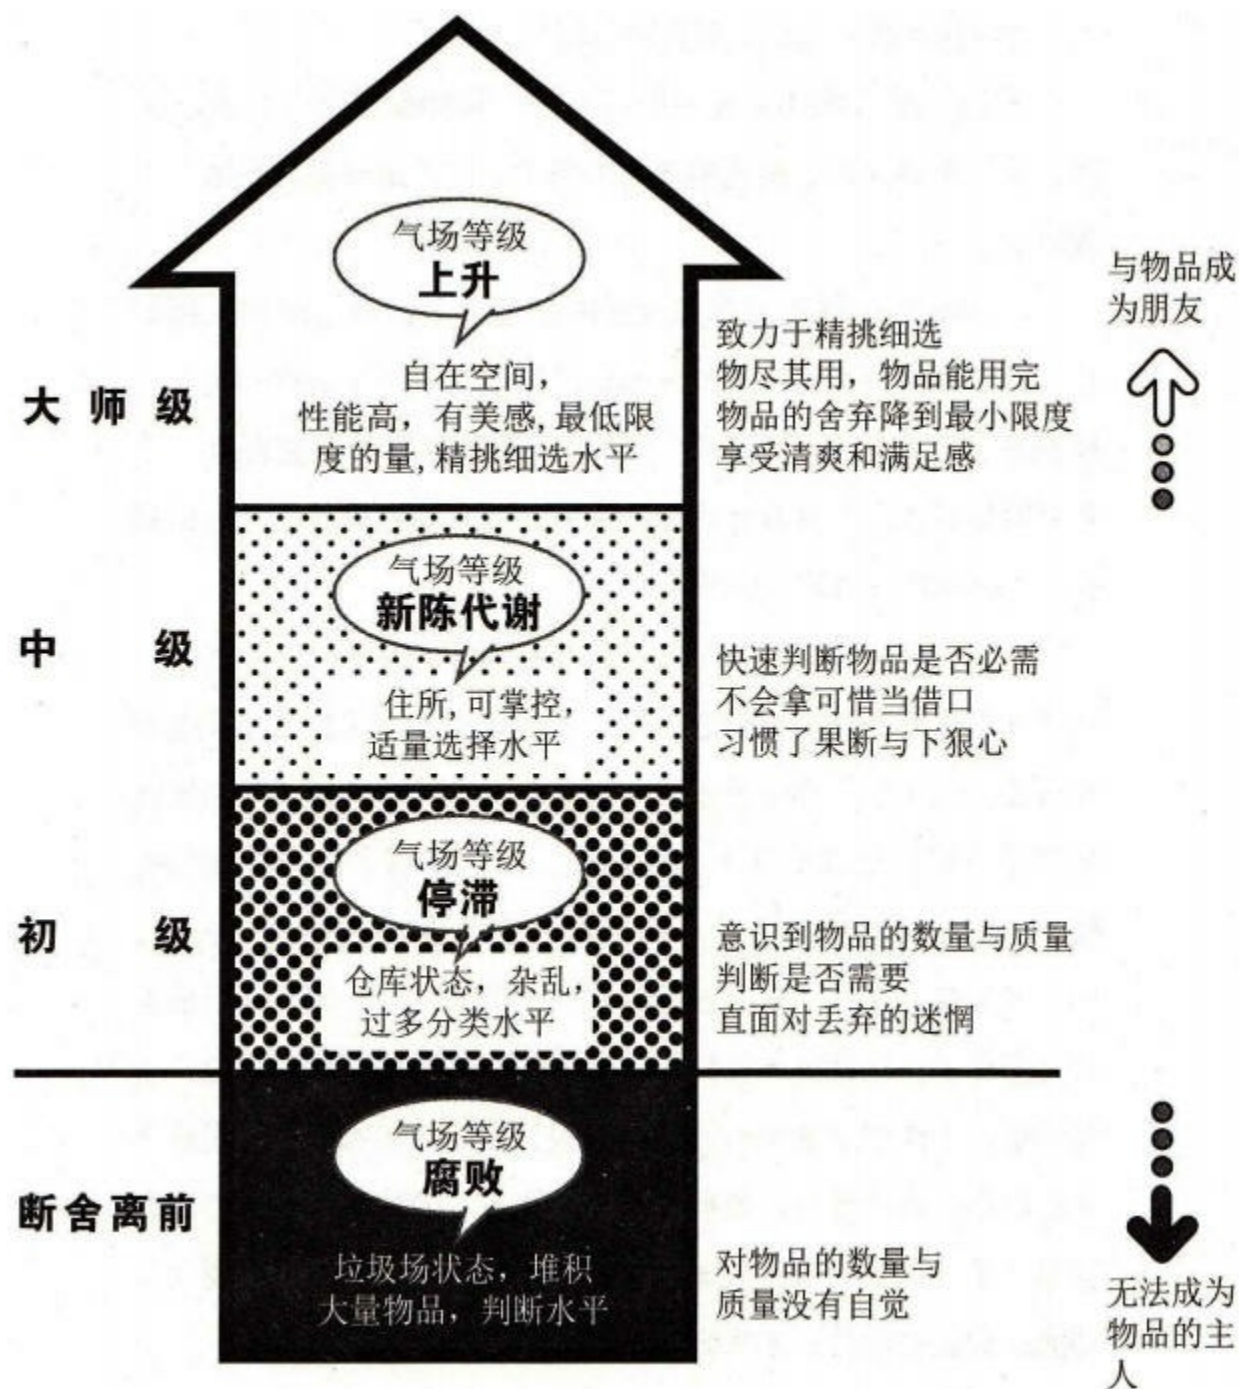 气场等级
上升
与物品成
为朋友
大师级
自在空间，
性能高，有美感,最低限
度的量,精挑细选水平
致力于精挑细选
物尽其用，物品能用完
物品的舍弃降到最小限度
享受清爽和满足感
气场等级
新陈代谢
中级
住所,可掌控,
适量选择水平
快速判断物品是否必需
不会拿可惜当借口
习惯了果断与下狠心
气场等级
停滞
初级
仓库状态，杂乱，
过多分类水平
意识到物品的数量与质量
判断是否需要
直面对丢弃的迷惘
气场等级
腐败
断舍离前
垃圾场状态，堆积
大量物品，判断水平
对物品的数量与
质量没有自觉
无法成为
物品的主
人